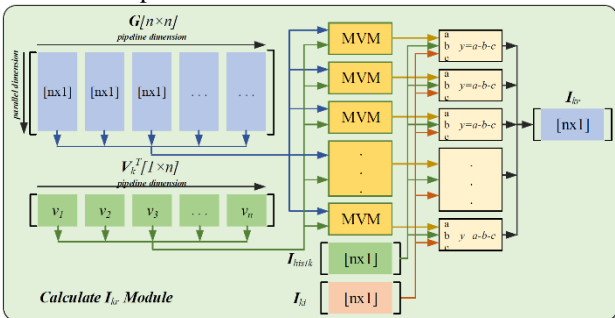 G[n×n]
pipeline dimension
parallel dimension
[nx1] [nx1] [nx1] . . . . . .
V_k^T[1×n]
pipeline dimension
v1 v2 v3 . . . vn
MVM
MVM
MVM
.
.
.
MVM
a
b y=a-b-c
c
a
b y=a-b-c
c
a
b y=a-b-c
c
.
.
.
a
b y=a-b-c
c
I_kr
[nx1]
I_his1k [nx1]
I_ki [nx1]
Calculate I_kr Module